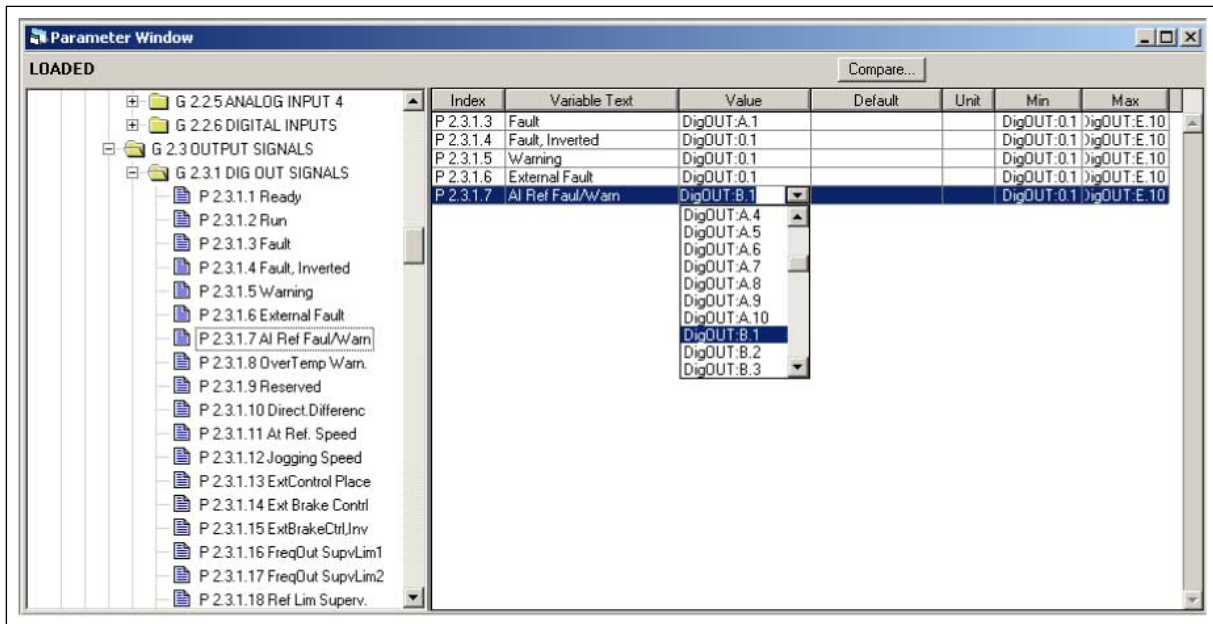 Parameter Window
LOADED
Compare...
G 2.2.5 ANALOG INPUT 4
G 2.2.6 DIGITAL INPUTS
G 2.3 OUTPUT SIGNALS
G 2.3.1 DIG OUT SIGNALS
P 2.3.1.1 Ready
P 2.3.1.2 Run
P 2.3.1.3 Fault
P 2.3.1.4 Fault, Inverted
P 2.3.1.5 Warning
P 2.3.1.6 External Fault
P 2.3.1.7 AI Ref Faul/Warn
P 2.3.1.8 OverTemp Warn.
P 2.3.1.9 Reserved
P 2.3.1.10 Direct.Differenc
P 2.3.1.11 At Ref. Speed
P 2.3.1.12 Jogging Speed
P 2.3.1.13 ExtControl Place
P 2.3.1.14 Ext Brake Contrl
P 2.3.1.15 ExtBrakeCtrl,Inv
P 2.3.1.16 FreqOut SupvLim1
P 2.3.1.17 FreqOut SupvLim2
P 2.3.1.18 Ref Lim Superv.
Index Variable Text Value Default Unit Min Max
P 2.3.1.3 Fault DigOUT:A.1 DigOUT:0.1 DigOUT:E.10
P 2.3.1.4 Fault, Inverted DigOUT:0.1 DigOUT:0.1 DigOUT:E.10
P 2.3.1.5 Warning DigOUT:0.1 DigOUT:0.1 DigOUT:E.10
P 2.3.1.6 External Fault DigOUT:0.1 DigOUT:0.1 DigOUT:E.10
P 2.3.1.7 AI Ref Faul/Warn DigOUT:B.1 DigOUT:0.1 DigOUT:E.10
DigOUT:A.4
DigOUT:A.5
DigOUT:A.6
DigOUT:A.7
DigOUT:A.8
DigOUT:A.9
DigOUT:A.10
DigOUT:B.1
DigOUT:B.2
DigOUT:B.3